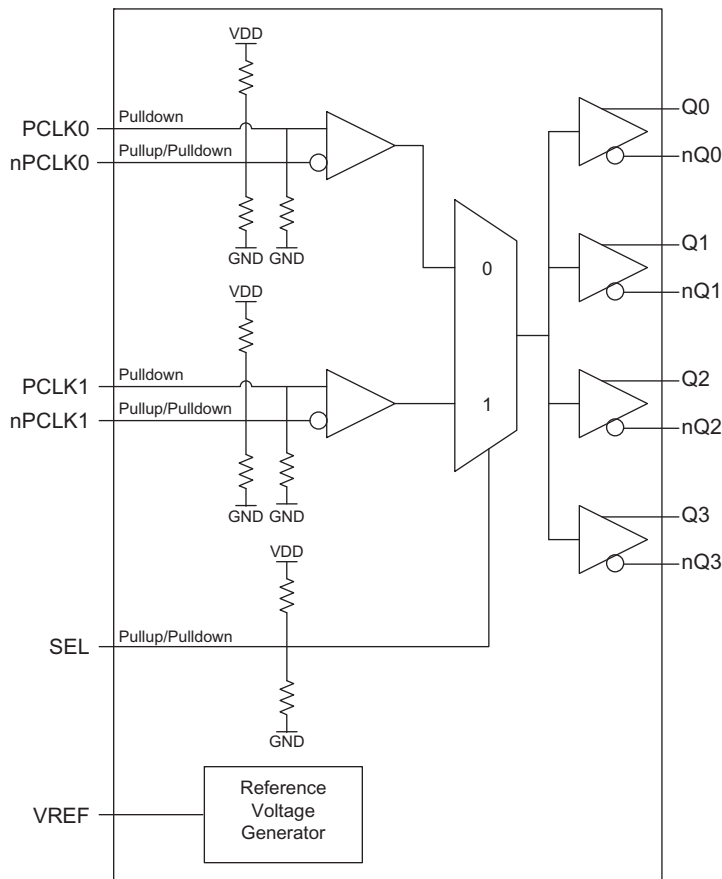 VDD
PCLK0
Pulldown
Q0
nPCLK0
Pullup/Pulldown
nQ0
GND
GND
Q1
0
nQ1
VDD
PCLK1
Pulldown
Q2
nPCLK1
Pullup/Pulldown
1
nQ2
GND
GND
Q3
VDD
nQ3
SEL
Pullup/Pulldown
GND
VREF
Reference
Voltage
Generator